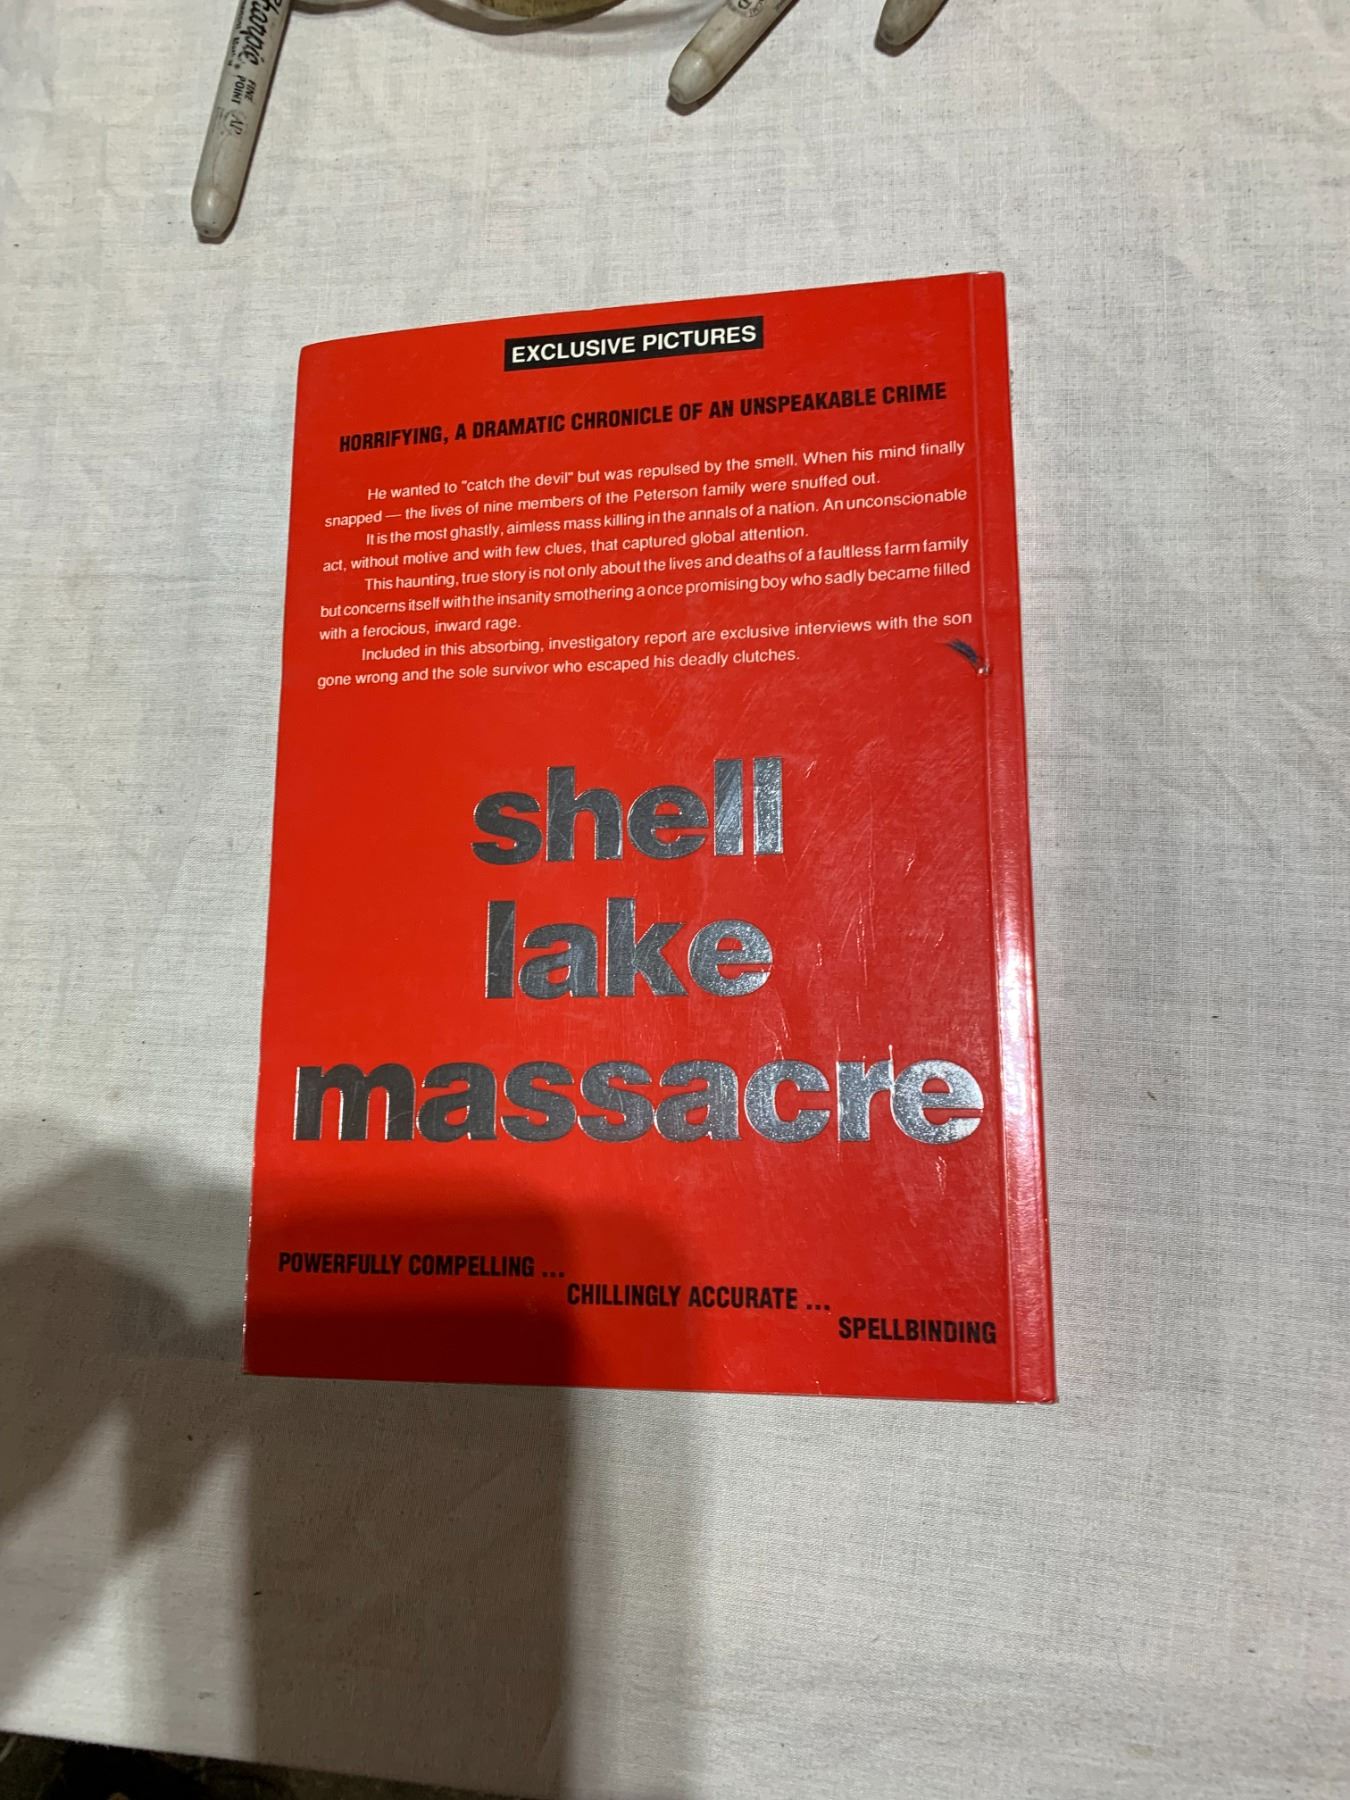 Sharpie
FINE
POINT
AP
EXCLUSIVE PICTURES
HORRIFYING, A DRAMATIC CHRONICLE OF AN UNSPEAKABLE CRIME
He wanted to "catch the devil" but was repulsed by the smell. When his mind finally
snapped — the lives of nine members of the Peterson family were snuffed out.
It is the most ghastly, aimless mass killing in the annals of a nation. An unconscionable
act, without motive and with few clues, that captured global attention.
This haunting, true story is not only about the lives and deaths of a faultless farm family
but concerns itself with the insanity smothering a once promising boy who sadly became filled
with a ferocious, inward rage.
Included in this absorbing, investigatory report are exclusive interviews with the son
gone wrong and the sole survivor who escaped his deadly clutches.
shell
lake
massacre
POWERFULLY COMPELLING ...
CHILLINGLY ACCURATE ...
SPELLBINDING